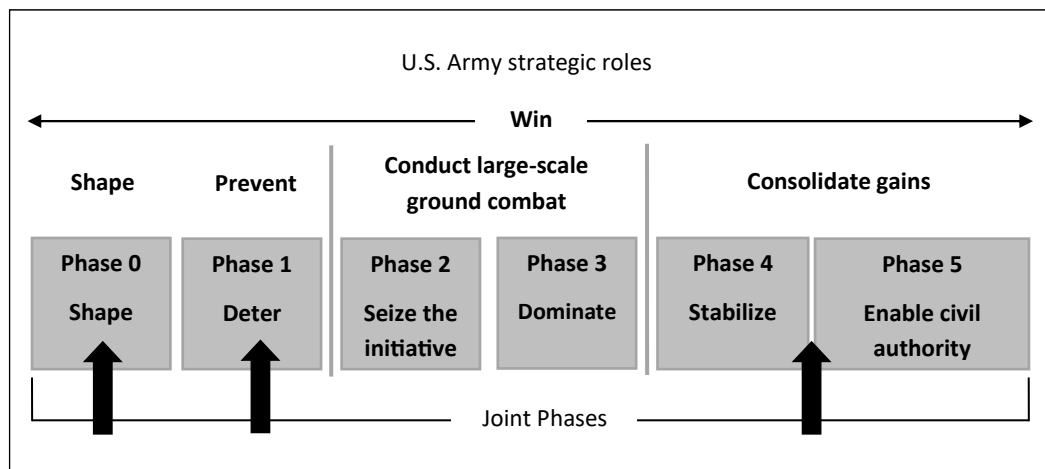 U.S. Army strategic roles
Win
Shape
Prevent
Conduct large-scale
ground combat
Consolidate gains
Phase 0
Shape
Phase 1
Deter
Phase 2
Seize the
initiative
Phase 3
Dominate
Phase 4
Stabilize
Phase 5
Enable civil
authority
Joint Phases